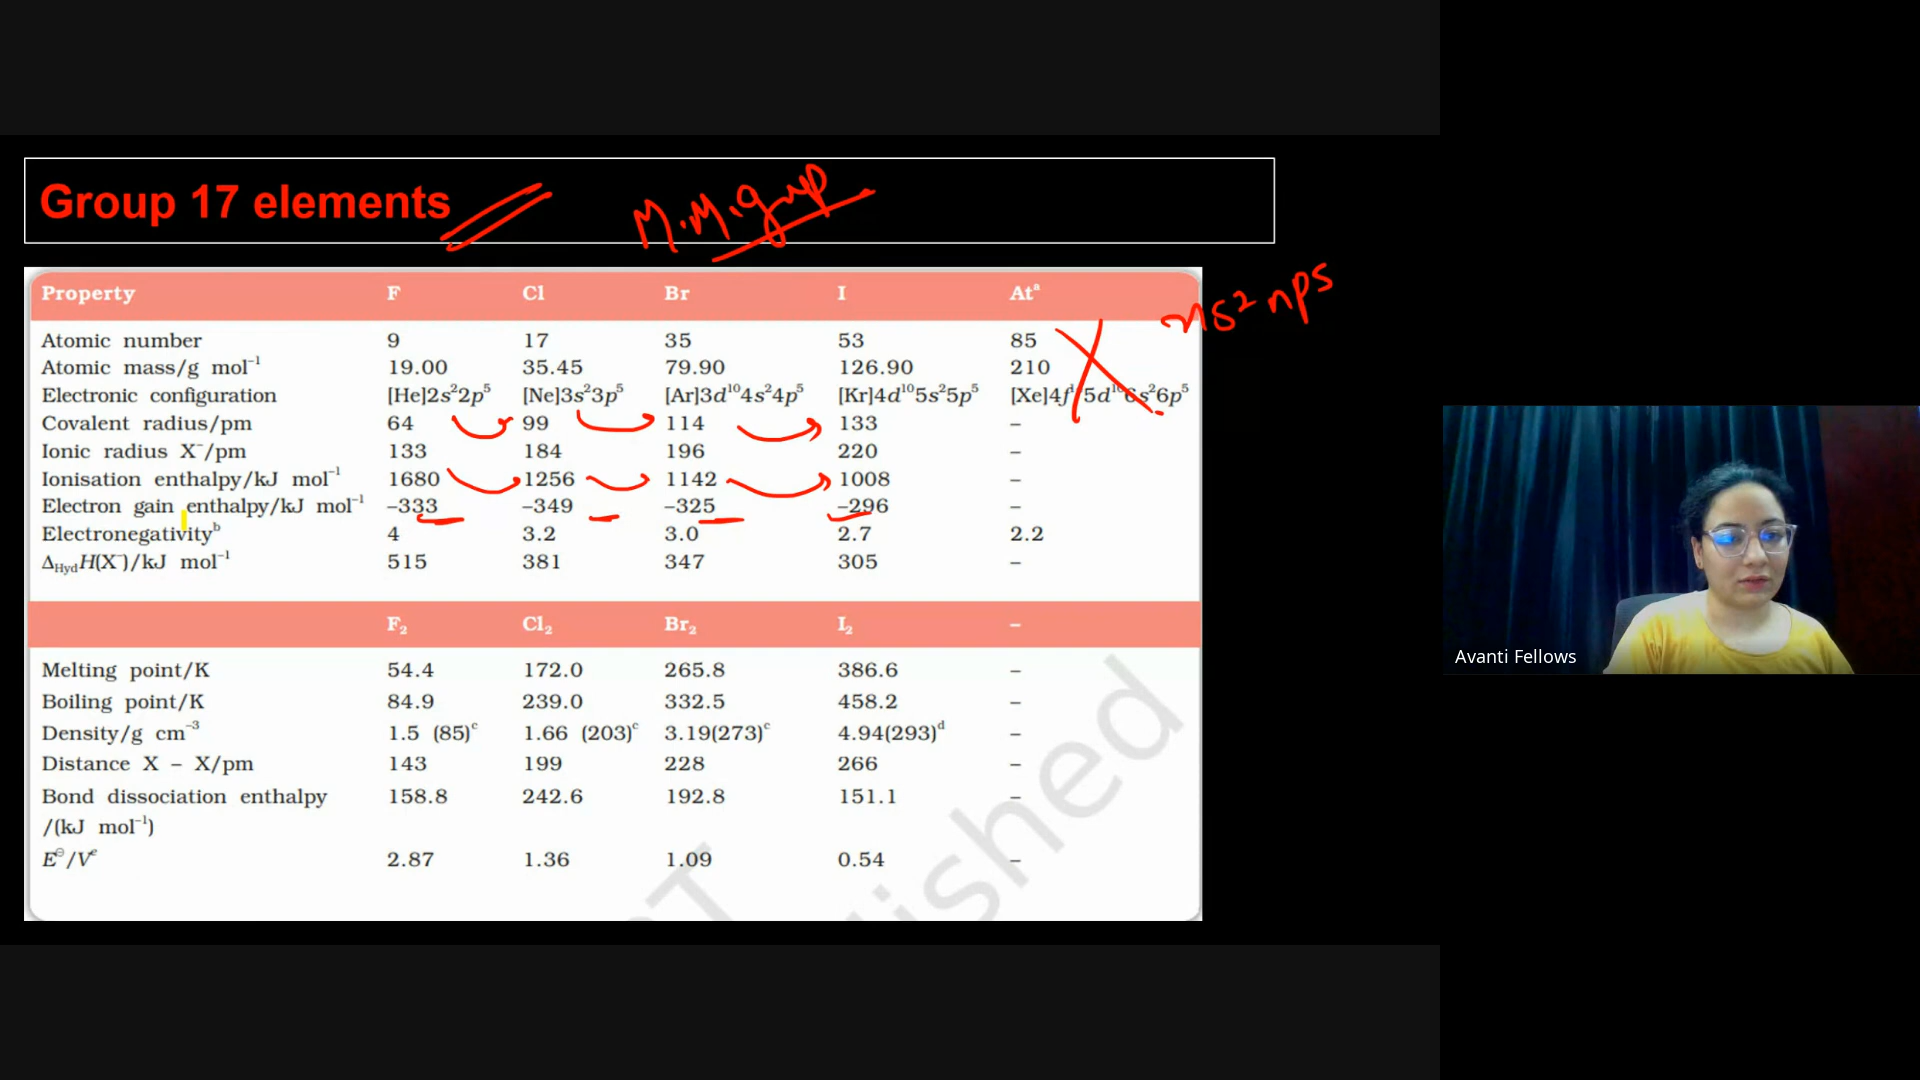 Group 17 elements
M.M. group
ns² np5
Property F Cl Br I Atᵃ
Atomic number 9 17 35 53 85
Atomic mass/g mol⁻¹ 19.00 35.45 79.90 126.90 210
Electronic configuration [He]2s²2p⁵ [Ne]3s²3p⁵ [Ar]3d¹⁰4s²4p⁵ [Kr]4d¹⁰5s²5p⁵ [Xe]4f 5d¹⁰6s²6p⁵
Covalent radius/pm 64 99 114 133 –
Ionic radius X⁻/pm 133 184 196 220 –
Ionisation enthalpy/kJ mol⁻¹ 1680 1256 1142 1008 –
Electron gain enthalpy/kJ mol⁻¹ –333 –349 –325 –296 –
Electronegativityᵇ 4 3.2 3.0 2.7 2.2
ΔHydH(X⁻)/kJ mol⁻¹ 515 381 347 305 –
F₂ Cl₂ Br₂ I₂ –
Melting point/K 54.4 172.0 265.8 386.6 –
Boiling point/K 84.9 239.0 332.5 458.2 –
Density/g cm⁻³ 1.5 (85)ᶜ 1.66 (203)ᶜ 3.19(273)ᶜ 4.94(293)ᵈ –
Distance X – X/pm 143 199 228 266 –
Bond dissociation enthalpy 158.8 242.6 192.8 151.1 –
/(kJ mol⁻¹)
E⊖/Vᵉ 2.87 1.36 1.09 0.54 –
Avanti Fellows